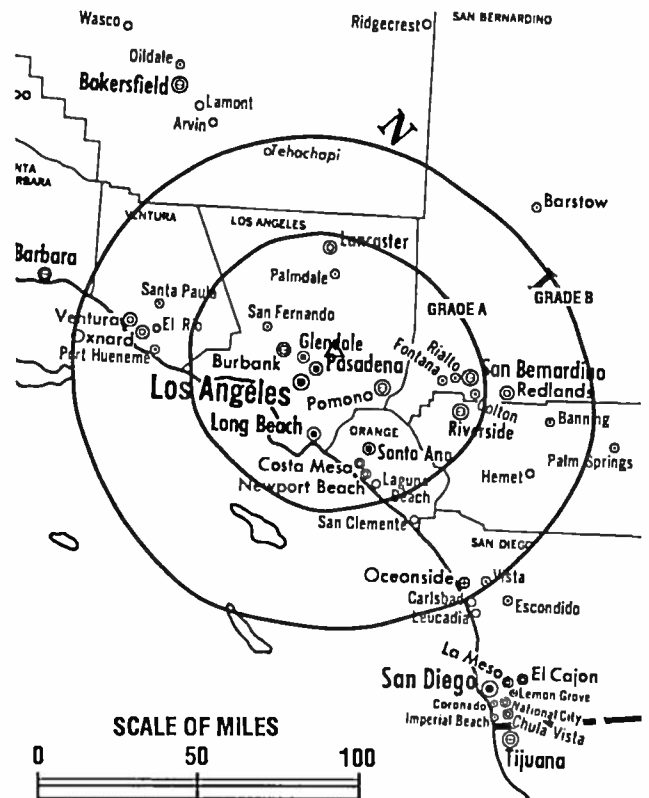 Wasco
Ridgecrest
SAN BERNARDINO
Oildale
Bakersfield
Lamont
Arvin
N
Tehachapi
NTA
RBARA
VENTURA
LOS ANGELES
Barstow
Lancaster
Barbara
Palmdale
Santa Paula
GRADE A
GRADE B
San Fernando
Ventura
El Rio
Oxnard
Port Hueneme
Glendale
Burbank
Pasadena
Rialto
Fontana
San Bernardino
Los Angeles
Pomona
Redlands
Colton
Long Beach
ORANGE
Riverside
Banning
Santa Ana
Palm Springs
Costa Mesa
Newport Beach
Laguna
Beach
Hemet
San Clemente
SAN DIEGO
Oceanside
Vista
Carlsbad
Escondido
Leucadia
La Mesa
El Cajon
San Diego
Lemon Grove
Coronado
National City
Imperial Beach
Chula Vista
Tijuana
SCALE OF MILES
0 50 100